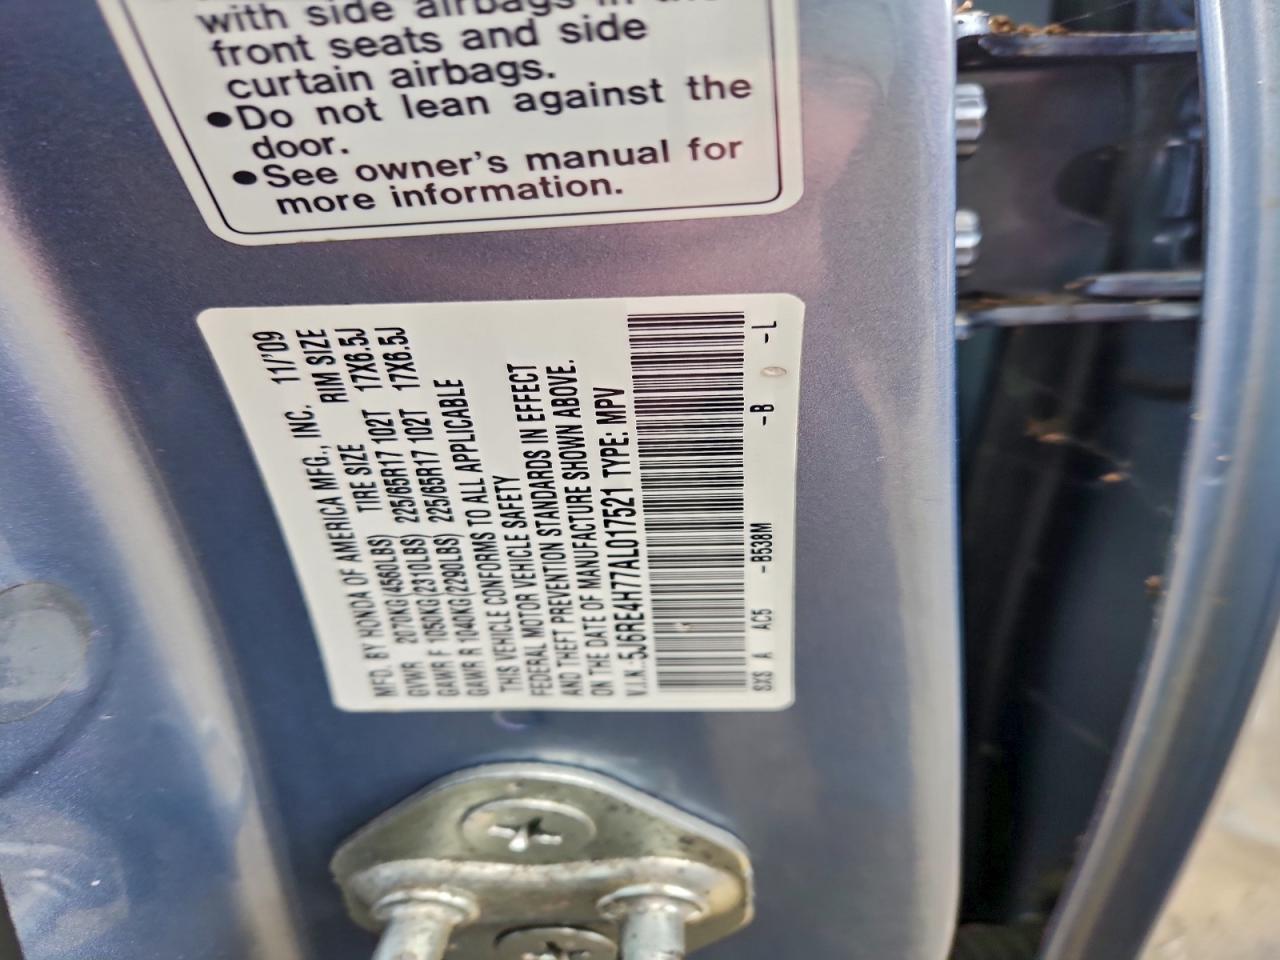 with side airbags in the
front seats and side
curtain airbags.
●Do not lean against the
door.
●See owner's manual for
more information.
MFD. BY HONDA OF AMERICA MFG., INC. 11/'09
GVWR 2070KG(4560LBS) TIRE SIZE RIM SIZE
GAWR F 1050KG(2310LBS) 225/65R17 102T 17X6.5J
GAWR R 1040KG(2290LBS) 225/65R17 102T 17X6.5J
THIS VEHICLE CONFORMS TO ALL APPLICABLE
FEDERAL MOTOR VEHICLE SAFETY
AND THEFT PREVENTION STANDARDS IN EFFECT
ON THE DATE OF MANUFACTURE SHOWN ABOVE.
V.I.N.:5J6RE4H77AL017521 TYPE: MPV
SXS A AC5 -B538M -B -L